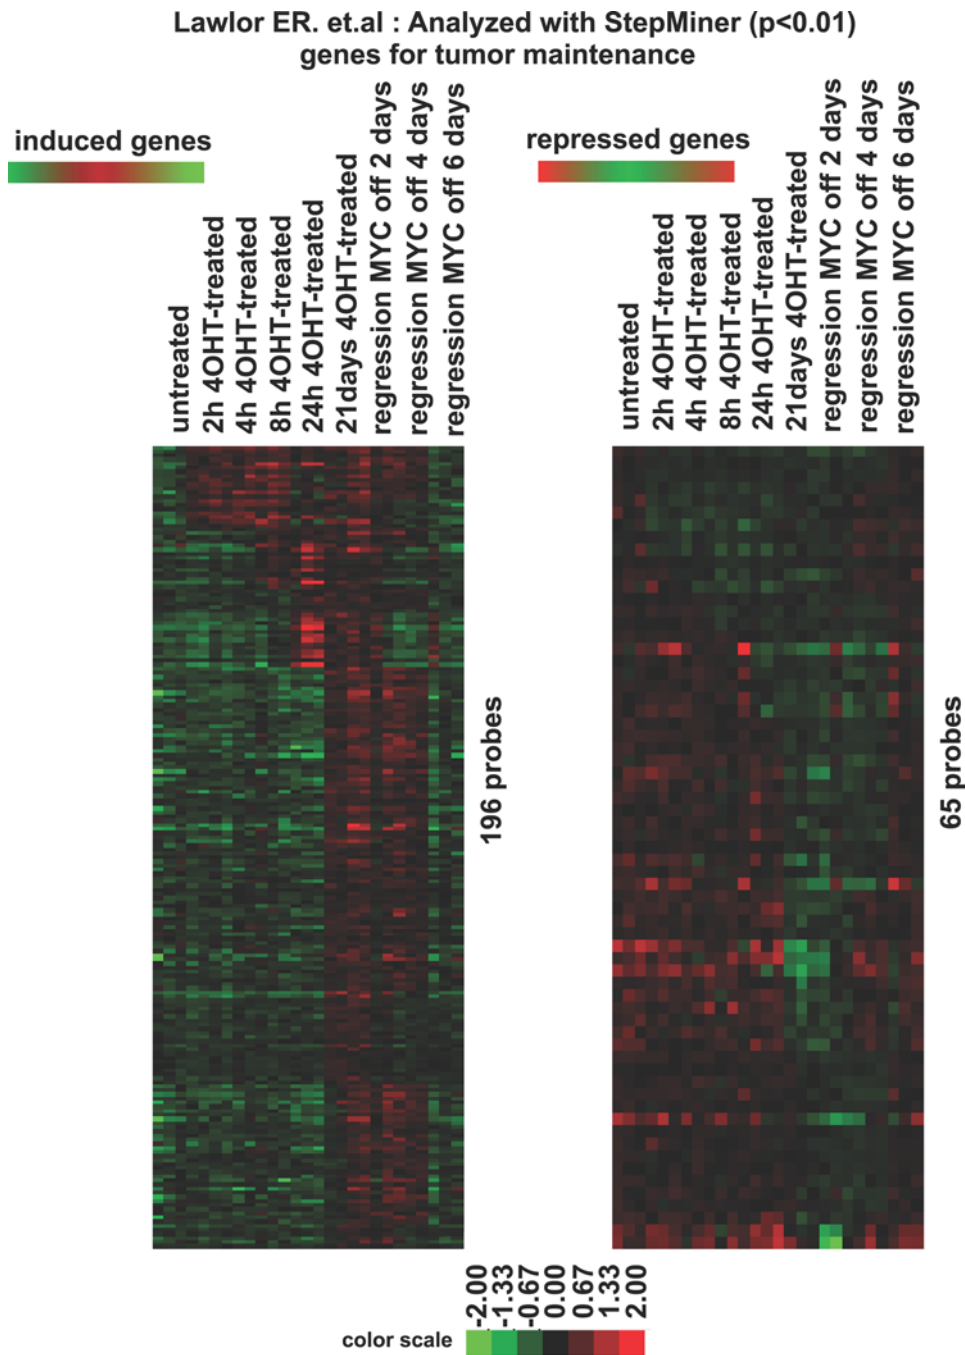 Lawlor ER. et.al : Analyzed with StepMiner (p<0.01)
genes for tumor maintenance
induced genes
untreated
2h 4OHT-treated
4h 4OHT-treated
8h 4OHT-treated
24h 4OHT-treated
21days 4OHT-treated
regression MYC off 2 days
regression MYC off 4 days
regression MYC off 6 days
196 probes
repressed genes
untreated
2h 4OHT-treated
4h 4OHT-treated
8h 4OHT-treated
24h 4OHT-treated
21days 4OHT-treated
regression MYC off 2 days
regression MYC off 4 days
regression MYC off 6 days
65 probes
color scale
-2.00
-1.33
-0.67
0.00
0.67
1.33
2.00